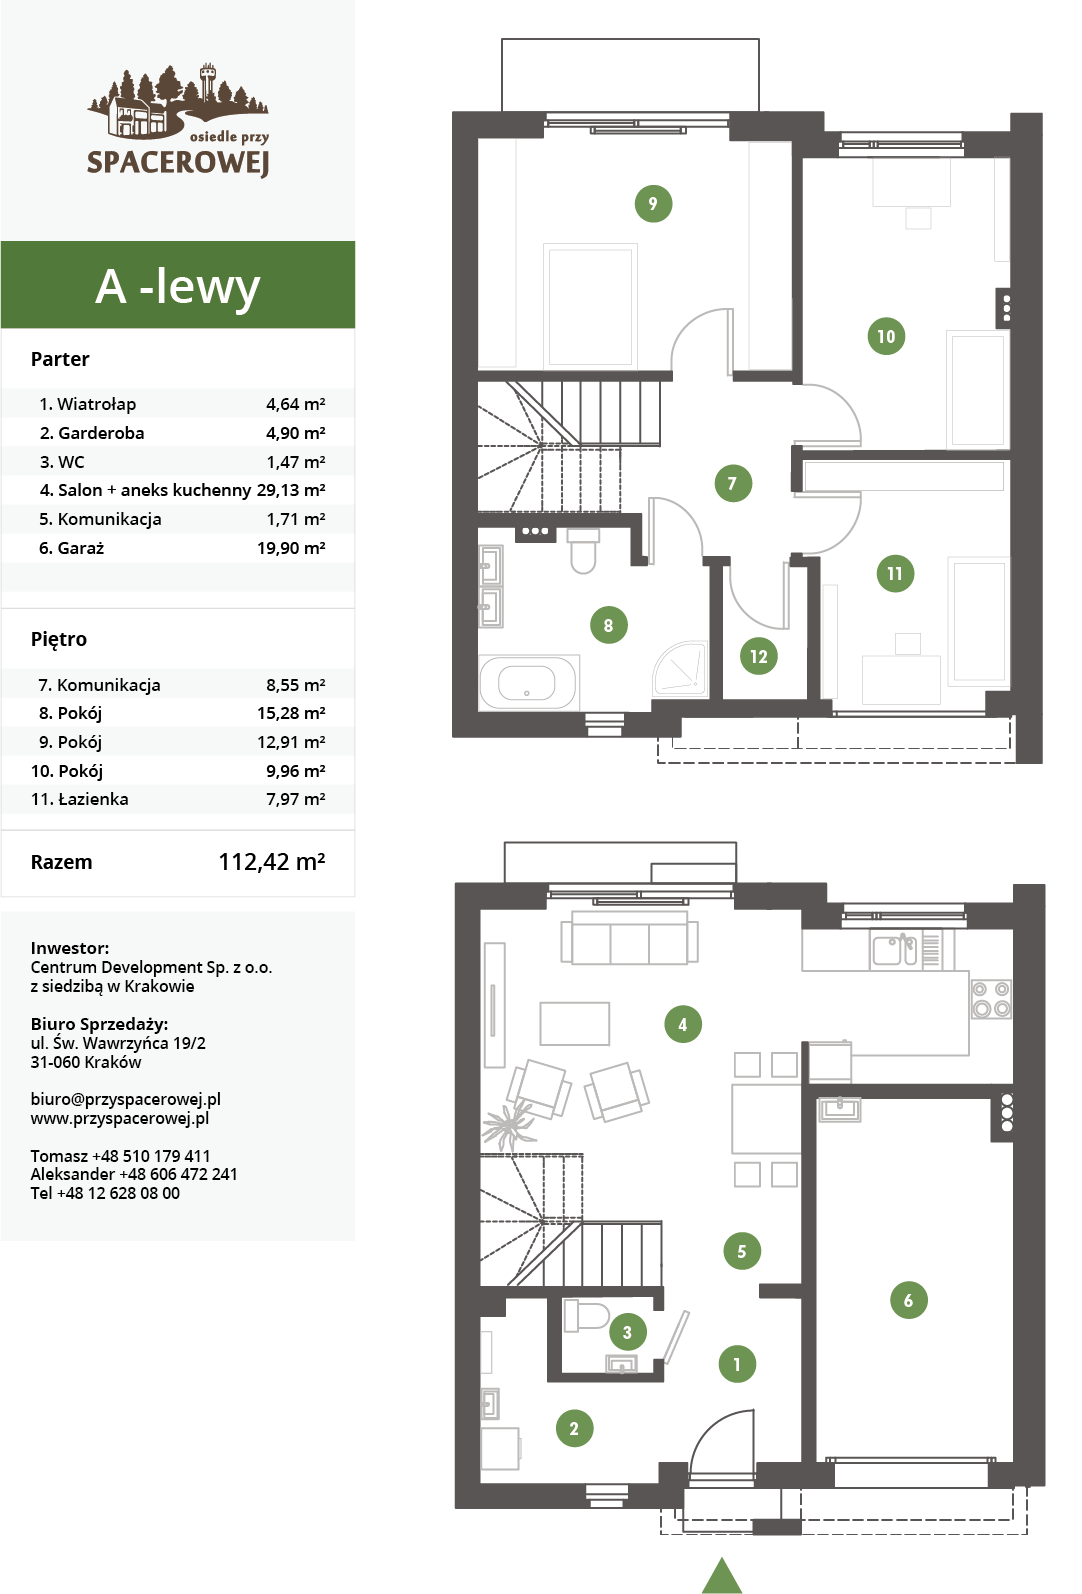 osiedle przy
SPACEROWEJ
A -lewy
Parter
1. Wiatrołap 4,64 m²
2. Garderoba 4,90 m²
3. WC 1,47 m²
4. Salon + aneks kuchenny 29,13 m²
5. Komunikacja 1,71 m²
6. Garaż 19,90 m²
Piętro
7. Komunikacja 8,55 m²
8. Pokój 15,28 m²
9. Pokój 12,91 m²
10. Pokój 9,96 m²
11. Łazienka 7,97 m²
Razem 112,42 m²
Inwestor:
Centrum Development Sp. z o.o.
z siedzibą w Krakowie
Biuro Sprzedaży:
ul. Św. Wawrzyńca 19/2
31-060 Kraków
biuro@przyspacerowej.pl
www.przyspacerowej.pl
Tomasz +48 510 179 411
Aleksander +48 606 472 241
Tel +48 12 628 08 00
9
10
7
11
8
12
4
5
6
3
1
2